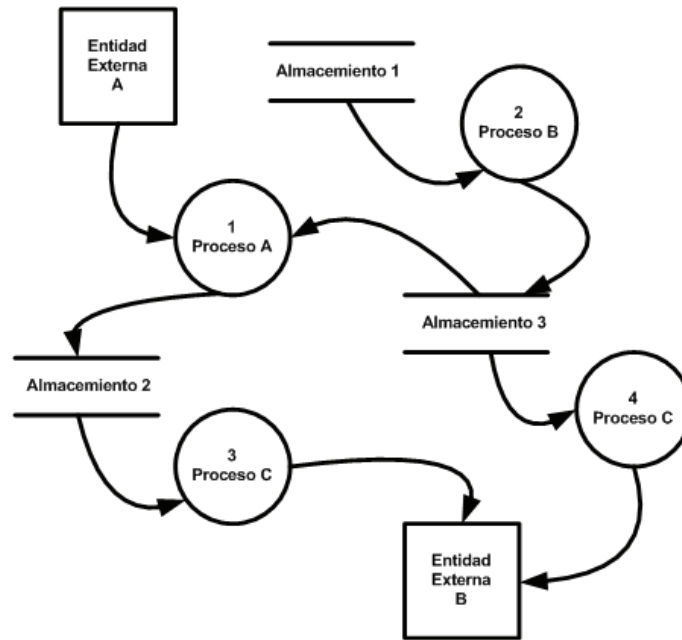 Entidad
Externa
A
Almacemiento 1
2
Proceso B
1
Proceso A
Almacemiento 3
Almacemiento 2
4
Proceso C
3
Proceso C
Entidad
Externa
B